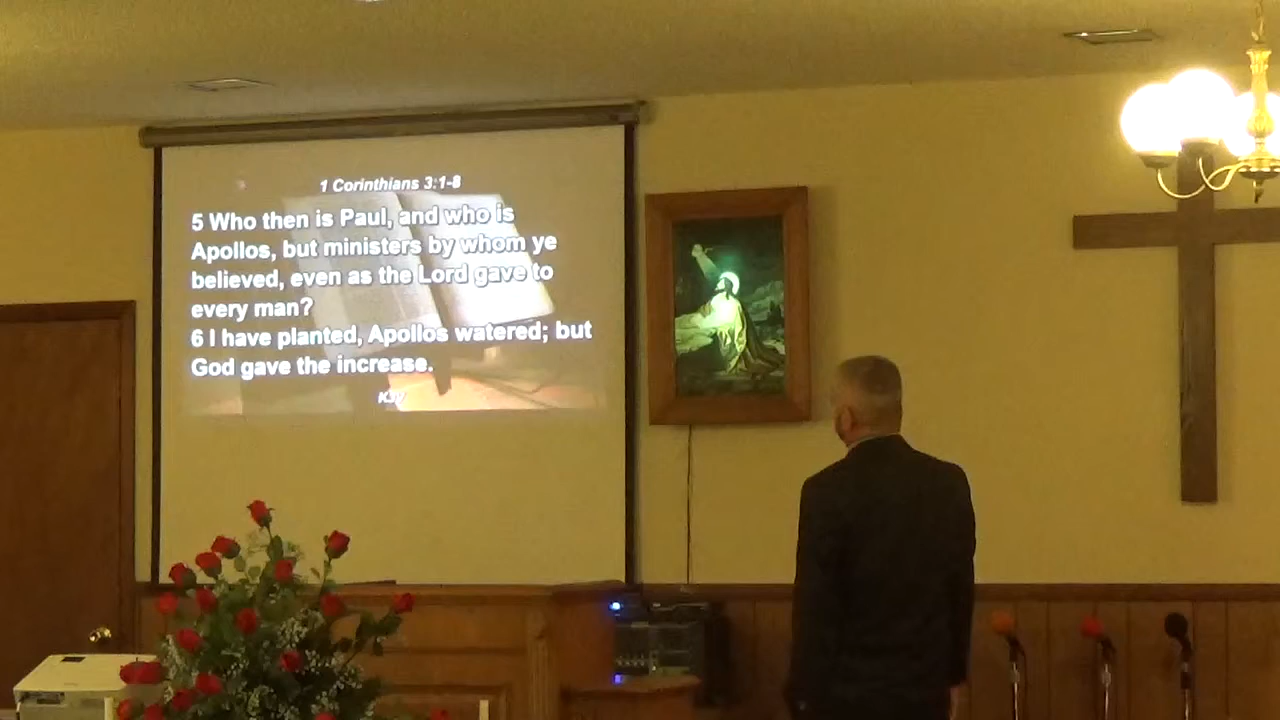 1 Corinthians 3:1-8
5 Who then is Paul, and who is
Apollos, but ministers by whom ye
believed, even as the Lord gave to
every man?
6 I have planted, Apollos watered; but
God gave the increase.
KJV